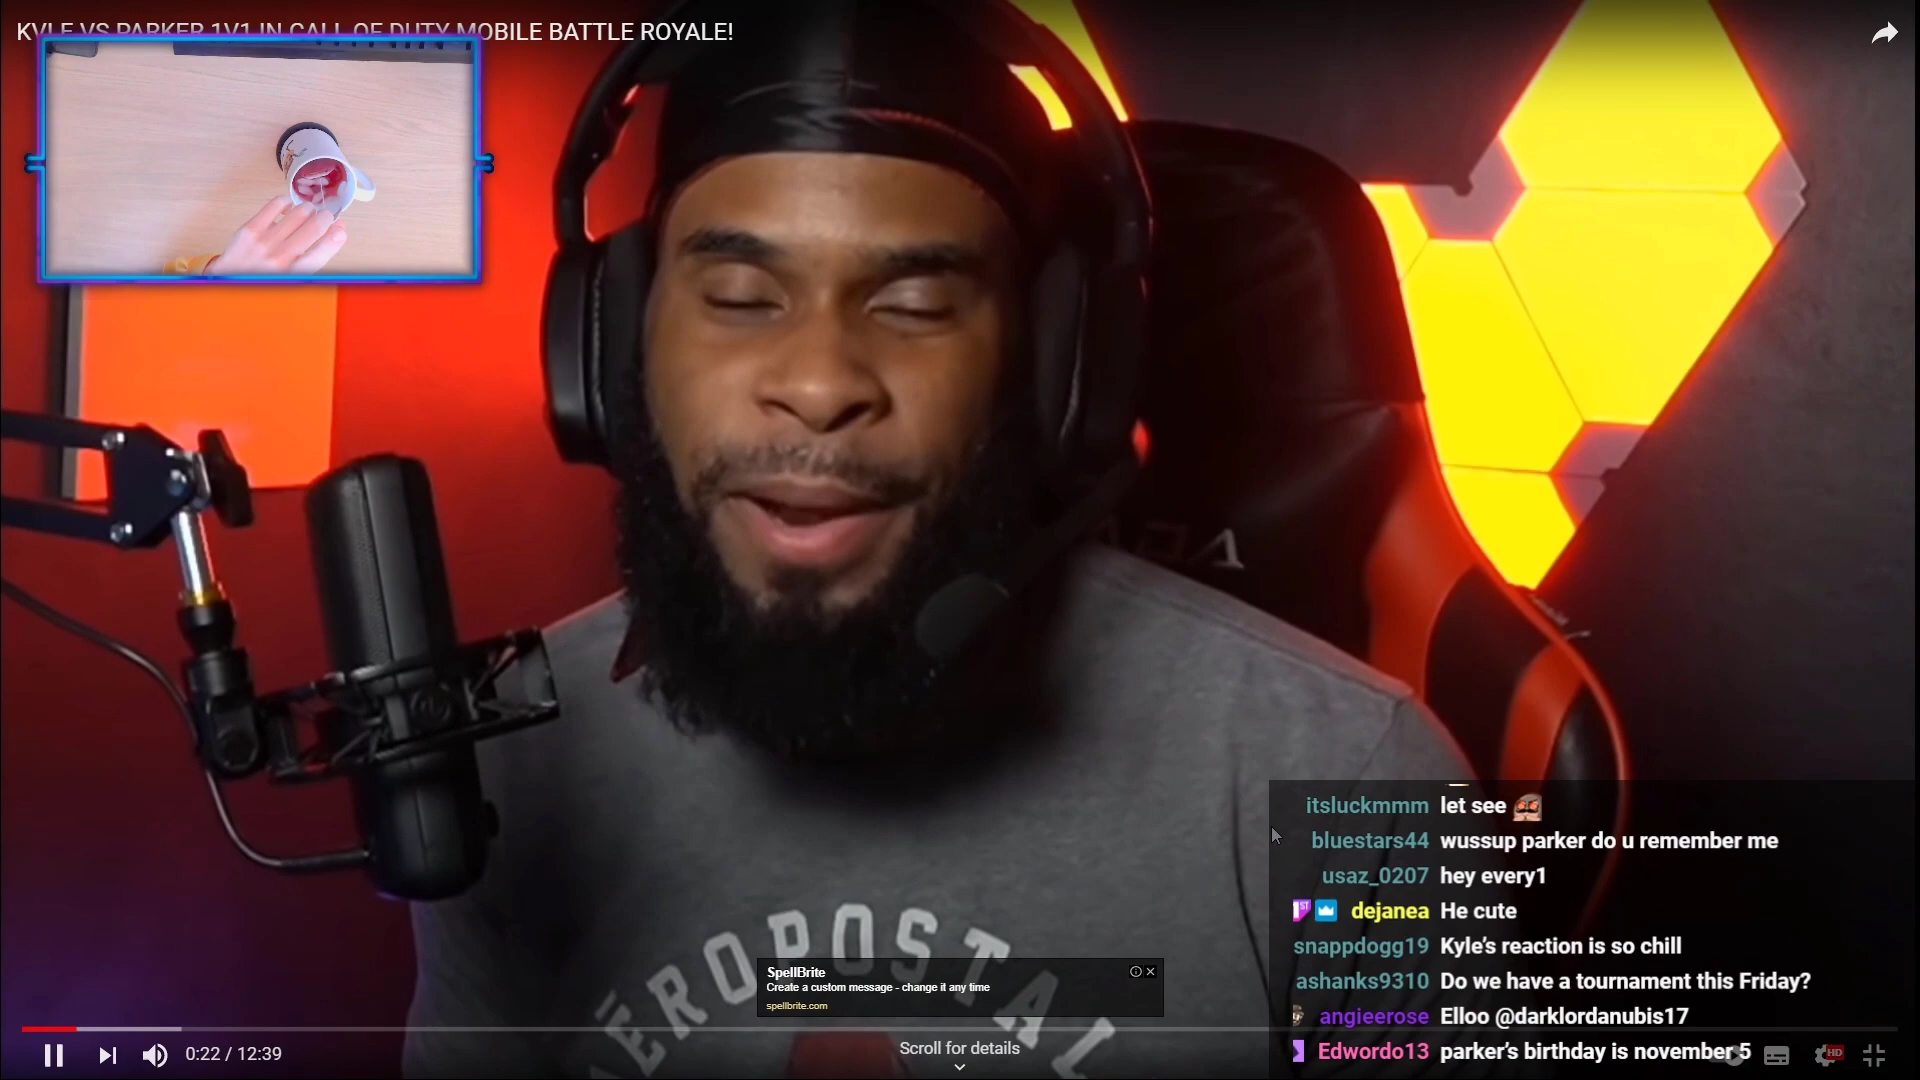 KYLE VS PARKER 1V1 IN CALL OF DUTY MOBILE BATTLE ROYALE!
AEROPOSTAL
SpellBrite
Create a custom message - change it any time
spellbrite.com
itsluckmmm let see
bluestars44 wussup parker do u remember me
usaz_0207 hey every1
1ST dejanea He cute
snappdogg19 Kyle's reaction is so chill
ashanks9310 Do we have a tournament this Friday?
angieerose Elloo @darklordanubis17
Edwordo13 parker's birthday is november 5
0:22 / 12:39
Scroll for details
HD